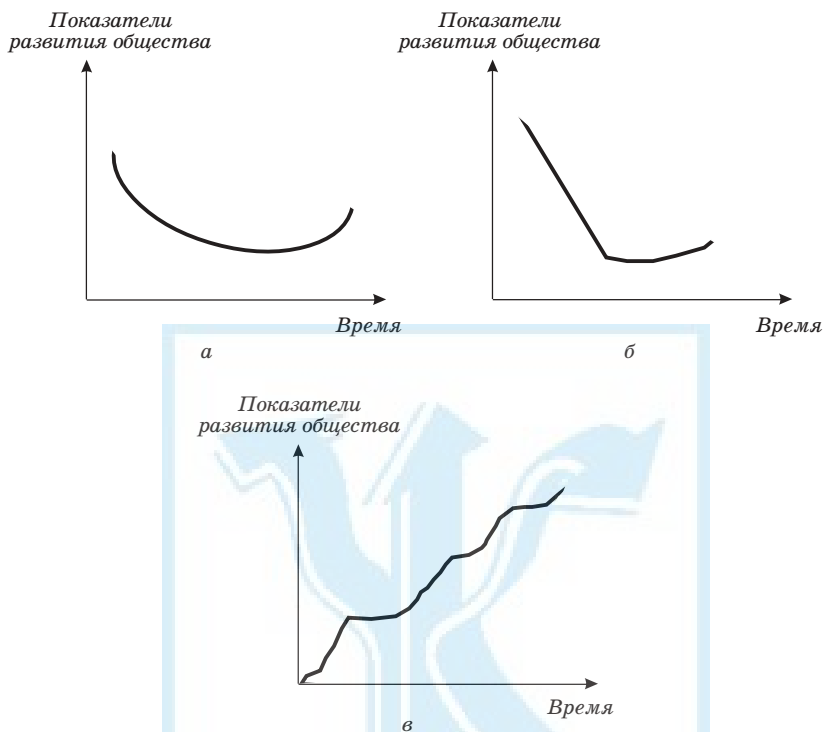 Показатели
развития общества
Время
а
Показатели
развития общества
Время
б
Показатели
развития общества
Время
в